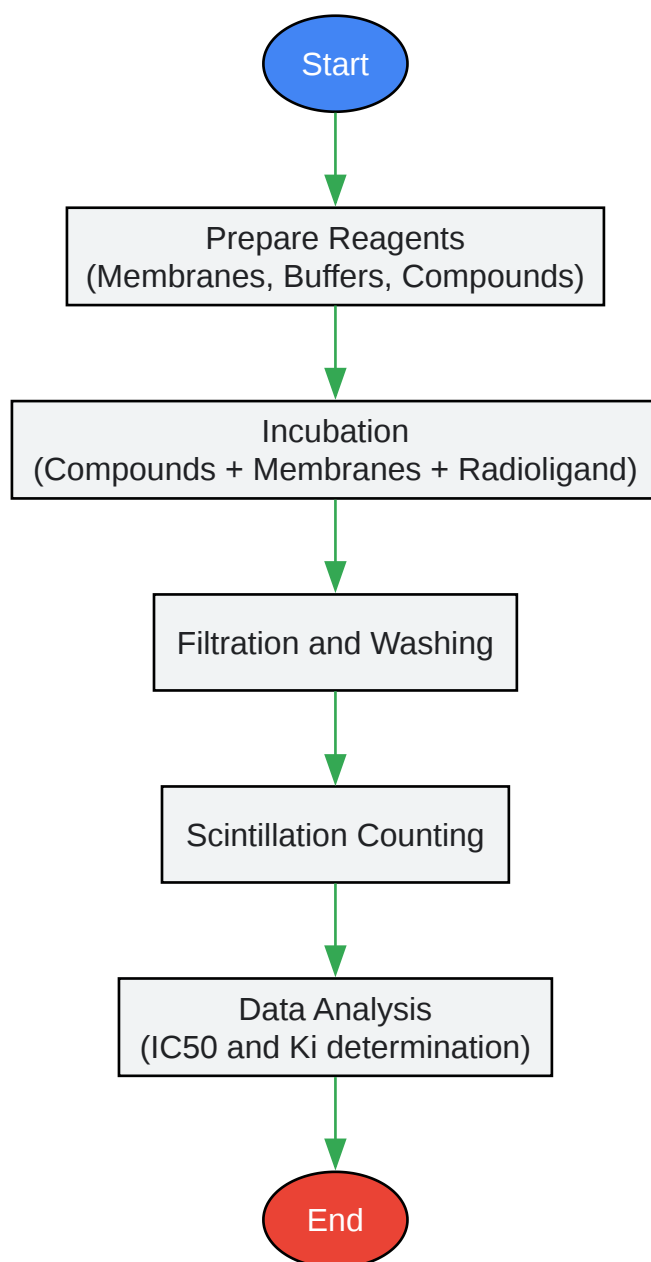 Start
Prepare Reagents
(Membranes, Buffers, Compounds)
Incubation
(Compounds + Membranes + Radioligand)
Filtration and Washing
Scintillation Counting
Data Analysis
(IC50 and Ki determination)
End